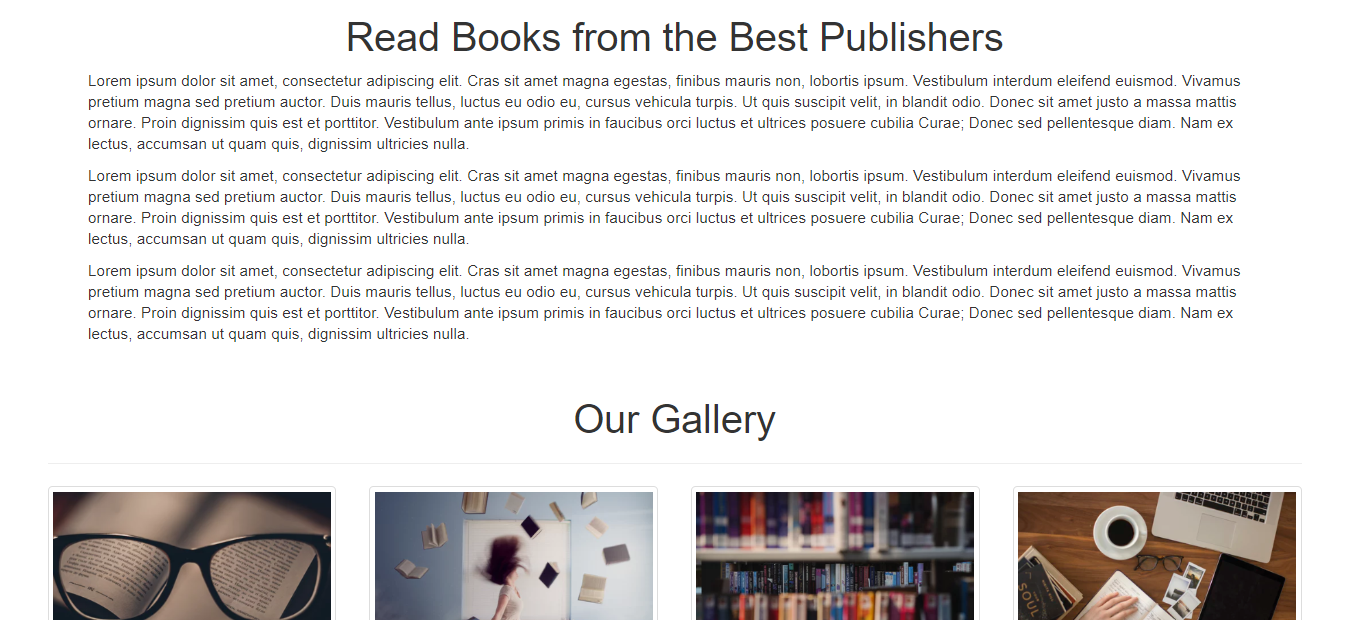 Read Books from the Best Publishers
Lorem ipsum dolor sit amet, consectetur adipiscing elit. Cras sit amet magna egestas, finibus mauris non, lobortis ipsum. Vestibulum interdum eleifend euismod. Vivamus
pretium magna sed pretium auctor. Duis mauris tellus, luctus eu odio eu, cursus vehicula turpis. Ut quis suscipit velit, in blandit odio. Donec sit amet justo a massa mattis
ornare. Proin dignissim quis est et porttitor. Vestibulum ante ipsum primis in faucibus orci luctus et ultrices posuere cubilia Curae; Donec sed pellentesque diam. Nam ex
lectus, accumsan ut quam quis, dignissim ultricies nulla.
Lorem ipsum dolor sit amet, consectetur adipiscing elit. Cras sit amet magna egestas, finibus mauris non, lobortis ipsum. Vestibulum interdum eleifend euismod. Vivamus
pretium magna sed pretium auctor. Duis mauris tellus, luctus eu odio eu, cursus vehicula turpis. Ut quis suscipit velit, in blandit odio. Donec sit amet justo a massa mattis
ornare. Proin dignissim quis est et porttitor. Vestibulum ante ipsum primis in faucibus orci luctus et ultrices posuere cubilia Curae; Donec sed pellentesque diam. Nam ex
lectus, accumsan ut quam quis, dignissim ultricies nulla.
Lorem ipsum dolor sit amet, consectetur adipiscing elit. Cras sit amet magna egestas, finibus mauris non, lobortis ipsum. Vestibulum interdum eleifend euismod. Vivamus
pretium magna sed pretium auctor. Duis mauris tellus, luctus eu odio eu, cursus vehicula turpis. Ut quis suscipit velit, in blandit odio. Donec sit amet justo a massa mattis
ornare. Proin dignissim quis est et porttitor. Vestibulum ante ipsum primis in faucibus orci luctus et ultrices posuere cubilia Curae; Donec sed pellentesque diam. Nam ex
lectus, accumsan ut quam quis, dignissim ultricies nulla.
Our Gallery
SOUL